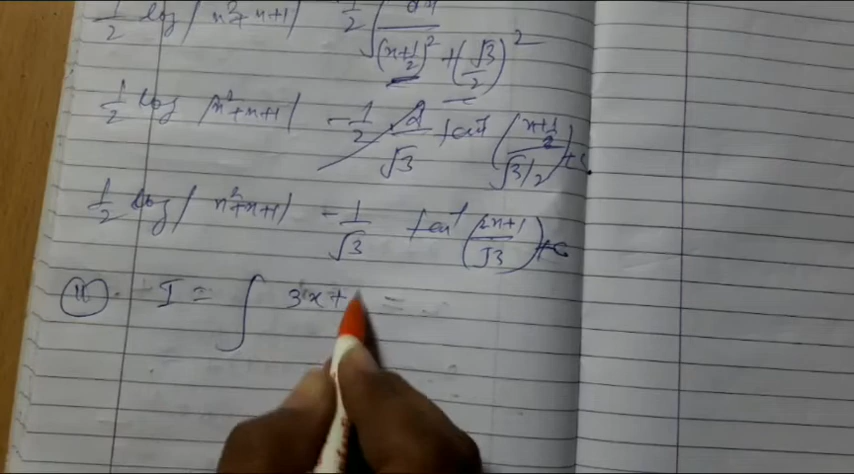 1/2 log |x²+x+1| - 1/2 ∫ dx / (x+1/2)² + (√3/2)²
1/2 log |x²+x+1| - 1/2 2/√3 tan⁻¹ (x+1/2 / √3/2) + c
1/2 log |x²+x+1| - 1/√3 tan⁻¹ (2x+1 / √3) + c
I = ∫ 3x+